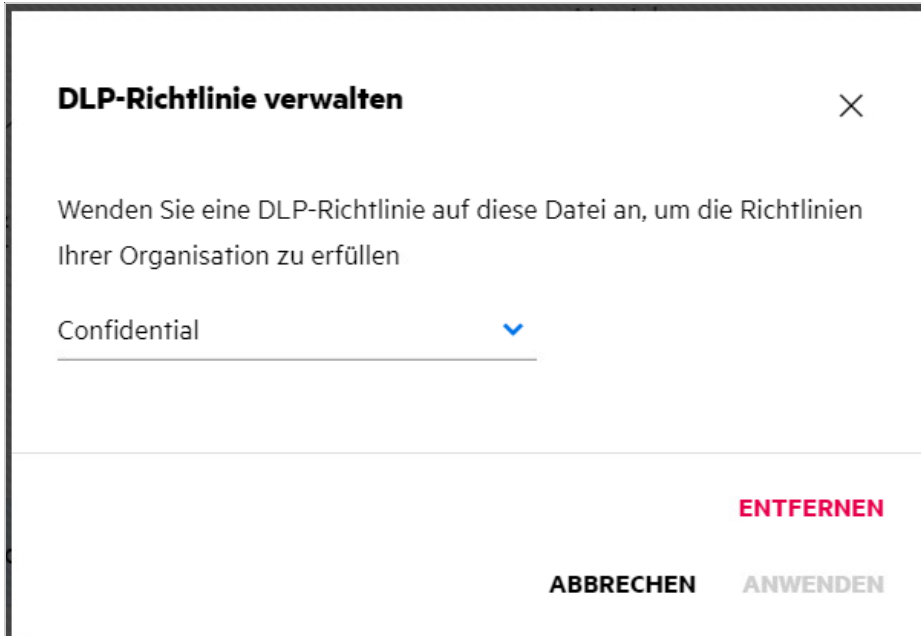 DLP-Richtlinie verwalten
Wenden Sie eine DLP-Richtlinie auf diese Datei an, um die Richtlinien
Ihrer Organisation zu erfüllen
Confidential
ENTFERNEN
ABBRECHEN ANWENDEN